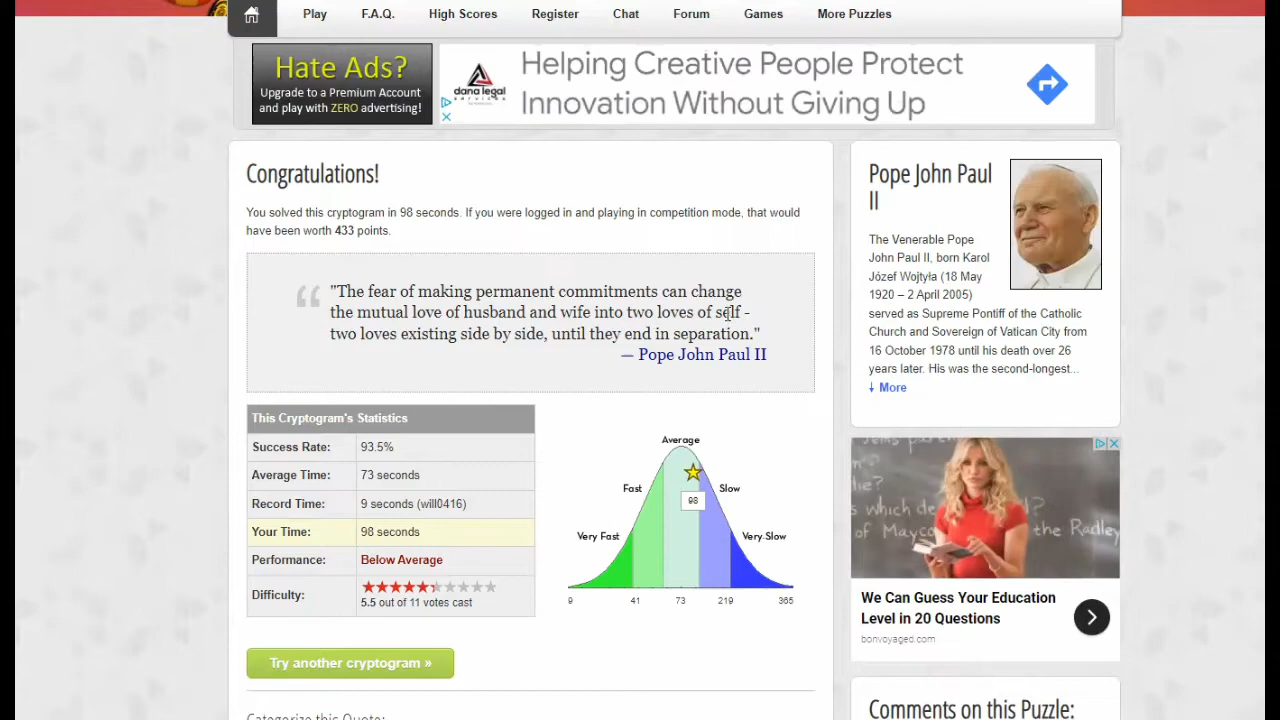 Play F.A.Q. High Scores Register Chat Forum Games More Puzzles
Hate Ads?
Upgrade to a Premium Account
and play with ZERO advertising!
dana legal
Helping Creative People Protect
Innovation Without Giving Up
Congratulations!
You solved this cryptogram in 98 seconds. If you were logged in and playing in competition mode, that would
have been worth 433 points.
"The fear of making permanent commitments can change
the mutual love of husband and wife into two loves of self -
two loves existing side by side, until they end in separation."
— Pope John Paul II
This Cryptogram's Statistics
Success Rate: 93.5%
Average Time: 73 seconds
Record Time: 9 seconds (will0416)
Your Time: 98 seconds
Performance: Below Average
Difficulty:
5.5 out of 11 votes cast
Average
Fast
Slow
98
Very Fast
Very Slow
9 41 73 219 365
Try another cryptogram »
Categorize this Quote:
Pope John Paul
II
The Venerable Pope
John Paul II, born Karol
Józef Wojtyła (18 May
1920 – 2 April 2005)
served as Supreme Pontiff of the Catholic
Church and Sovereign of Vatican City from
16 October 1978 until his death over 26
years later. His was the second-longest...
↓ More
which de
of Mayco
the Radley
We Can Guess Your Education
Level in 20 Questions
bonvoyaged.com
Comments on this Puzzle: